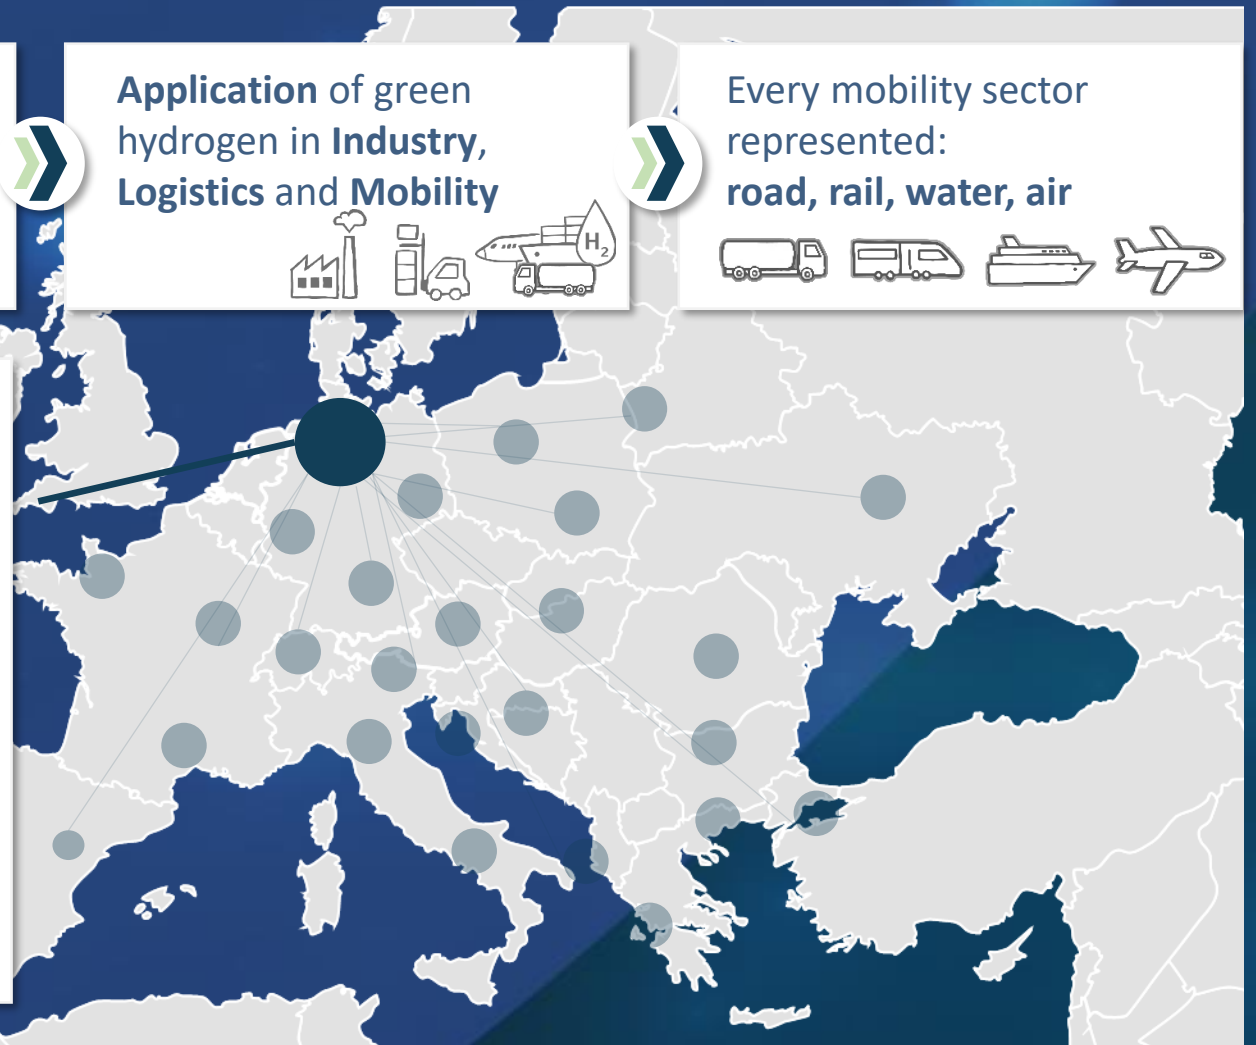 Application of green
hydrogen in Industry,
Logistics and Mobility
H2
Every mobility sector
represented:
road, rail, water, air